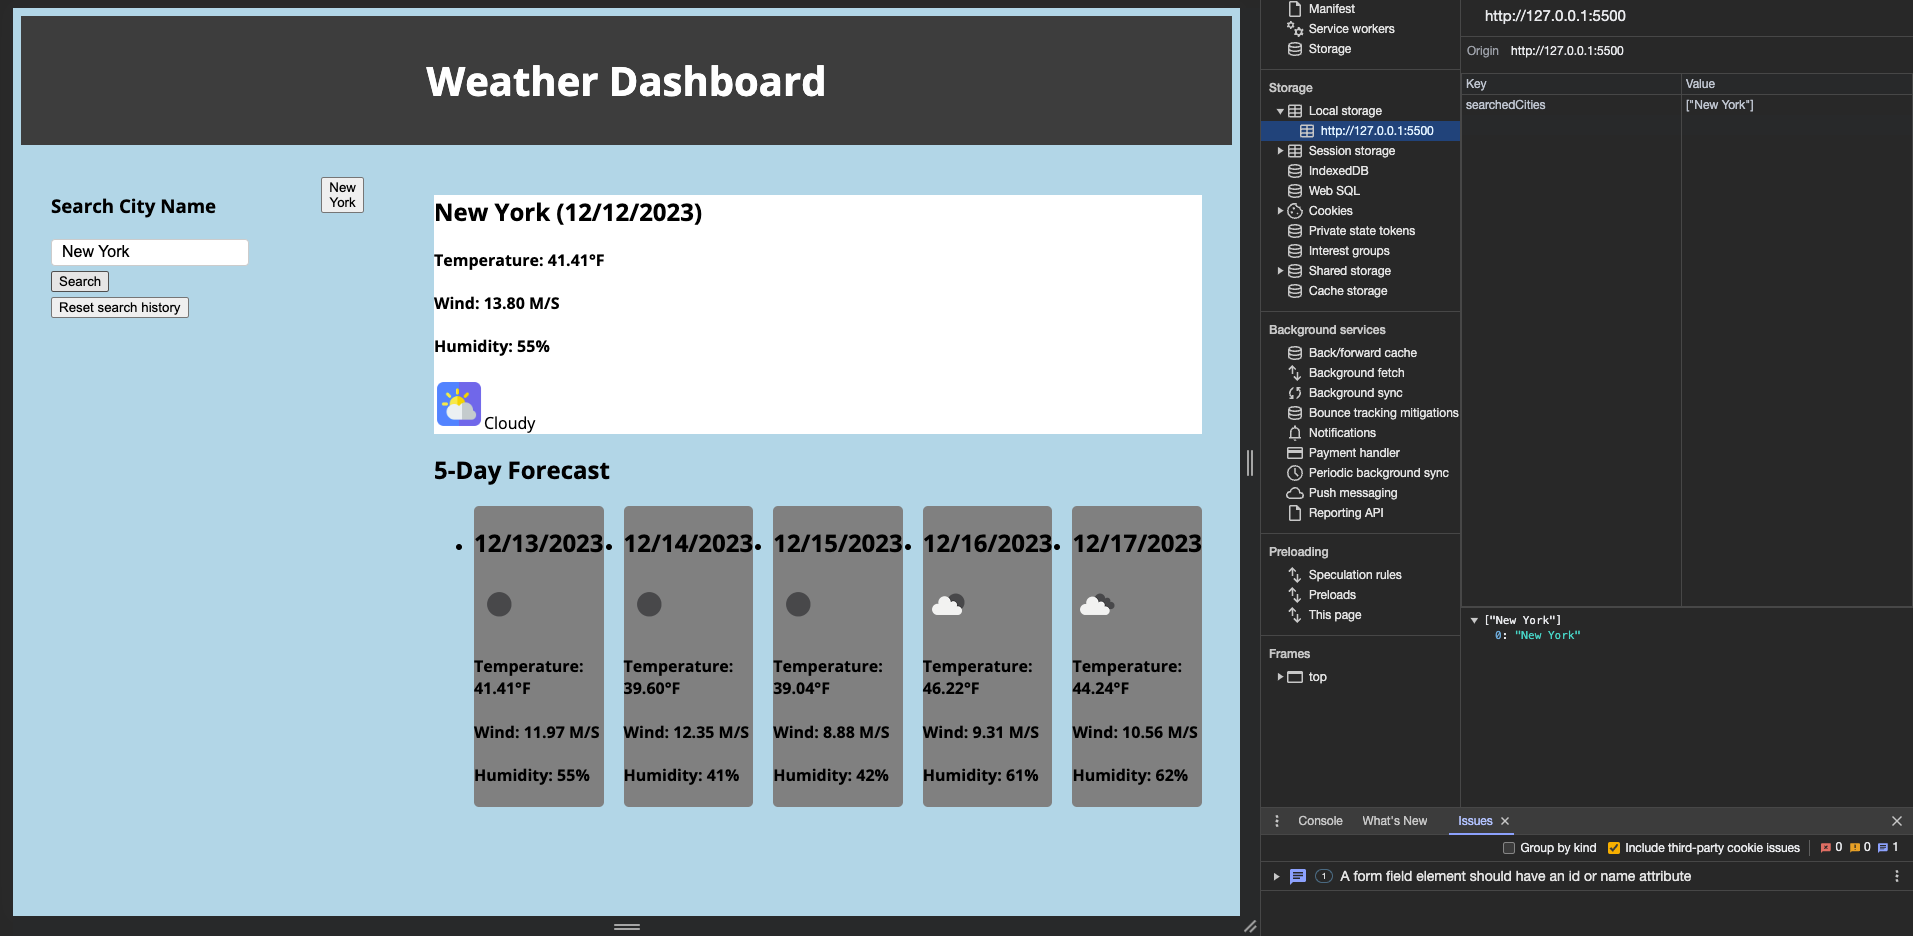 Weather Dashboard
Search City Name
New York
Search
Reset search history
New
York
New York (12/12/2023)
Temperature: 41.41°F
Wind: 13.80 M/S
Humidity: 55%
Cloudy
5-Day Forecast
• 12/13/2023
Temperature:
41.41°F
Wind: 11.97 M/S
Humidity: 55%
• 12/14/2023
Temperature:
39.60°F
Wind: 12.35 M/S
Humidity: 41%
• 12/15/2023
Temperature:
39.04°F
Wind: 8.88 M/S
Humidity: 42%
• 12/16/2023
Temperature:
46.22°F
Wind: 9.31 M/S
Humidity: 61%
• 12/17/2023
Temperature:
44.24°F
Wind: 10.56 M/S
Humidity: 62%
Manifest
Service workers
Storage
Storage
Local storage
http://127.0.0.1:5500
Session storage
IndexedDB
Web SQL
Cookies
Private state tokens
Interest groups
Shared storage
Cache storage
Background services
Back/forward cache
Background fetch
Background sync
Bounce tracking mitigations
Notifications
Payment handler
Periodic background sync
Push messaging
Reporting API
Preloading
Speculation rules
Preloads
This page
Frames
top
http://127.0.0.1:5500
Origin http://127.0.0.1:5500
Key Value
searchedCities ["New York"]
["New York"]
0: "New York"
Console What's New Issues
Group by kind Include third-party cookie issues 0 0 1
1 A form field element should have an id or name attribute